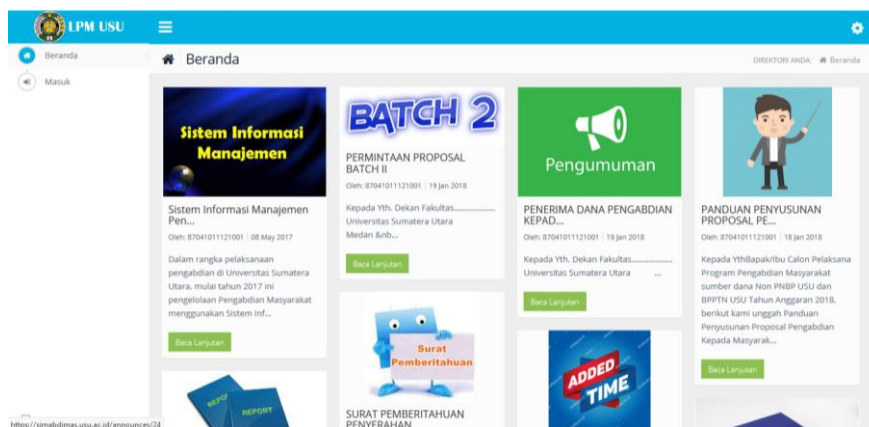 LPM USU
Beranda
Masuk
Beranda
DIREKTORI ANDA: Beranda
Sistem Informasi
Manajemen
Sistem Informasi Manajemen
Pen...
Oleh: 87041011121001 | 08 May 2017
Dalam rangka pelaksanaan
pengabdian di Universitas Sumatera
Utara, mulai tahun 2017 ini
pengelolaan Pengabdian Masyarakat
menggunakan Sistem Inf...
Baca Lanjutan
REPORT
BATCH 2
PERMINTAAN PROPOSAL
BATCH II
Oleh: 87041011121001 | 19 Jan 2018
Kepada Yth. Dekan Fakultas...................
Universitas Sumatera Utara
Medan &nb...
Baca Lanjutan
Surat
Pemberitahuan
SURAT PEMBERITAHUAN
PENYERAHAN
Pengumuman
PENERIMA DANA PENGABDIAN
KEPAD...
Oleh: 87041011121001 | 19 Jan 2018
Kepada Yth. Dekan Fakultas...................
Universitas Sumatera Utara ...
Baca Lanjutan
ADDED
TIME
PANDUAN PENYUSUNAN
PROPOSAL PE...
Oleh: 87041011121001 | 18 Jan 2018
Kepada YthBapak/Ibu Calon Pelaksana
Program Pengabdian Masyarakat
sumber dana Non PNBP USU dan
BPPTN USU Tahun Anggaran 2018,
berikut kami unggah Panduan
Penyusunan Proposal Pengabdian
Kepada Masyarak...
Baca Lanjutan
https://simabdimas.usu.ac.id/announces/24